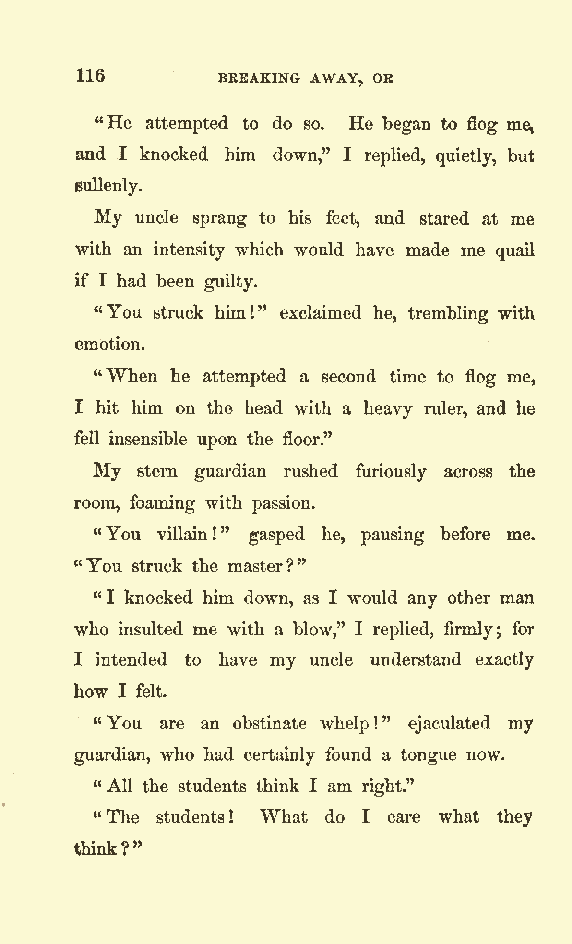 116 BREAKING AWAY, OR
“He attempted to do so. He began to flog me,
and I knocked him down,” I replied, quietly, but
sullenly.
My uncle sprang to his feet, and stared at me
with an intensity which would have made me quail
if I had been guilty.
“You struck him!” exclaimed he, trembling with
emotion.
“When he attempted a second time to flog me,
I hit him on the head with a heavy ruler, and he
fell insensible upon the floor.”
My stern guardian rushed furiously across the
room, foaming with passion.
“You villain!” gasped he, pausing before me.
“You struck the master?”
“I knocked him down, as I would any other man
who insulted me with a blow,” I replied, firmly; for
I intended to have my uncle understand exactly
how I felt.
“You are an obstinate whelp!” ejaculated my
guardian, who had certainly found a tongue now.
“All the students think I am right.”
“The students! What do I care what they
think?”